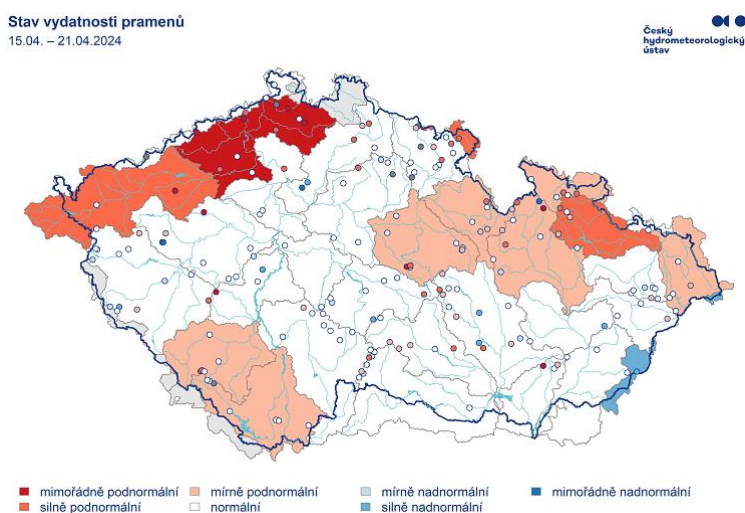 Stav vydatnosti pramenů
15.04. – 21.04.2024
Český
hydrometeorologický
ústav
mimořádně podnormální
mírně podnormální
mírně nadnormální
mimořádně nadnormální
silně podnormální
normální
silně nadnormální